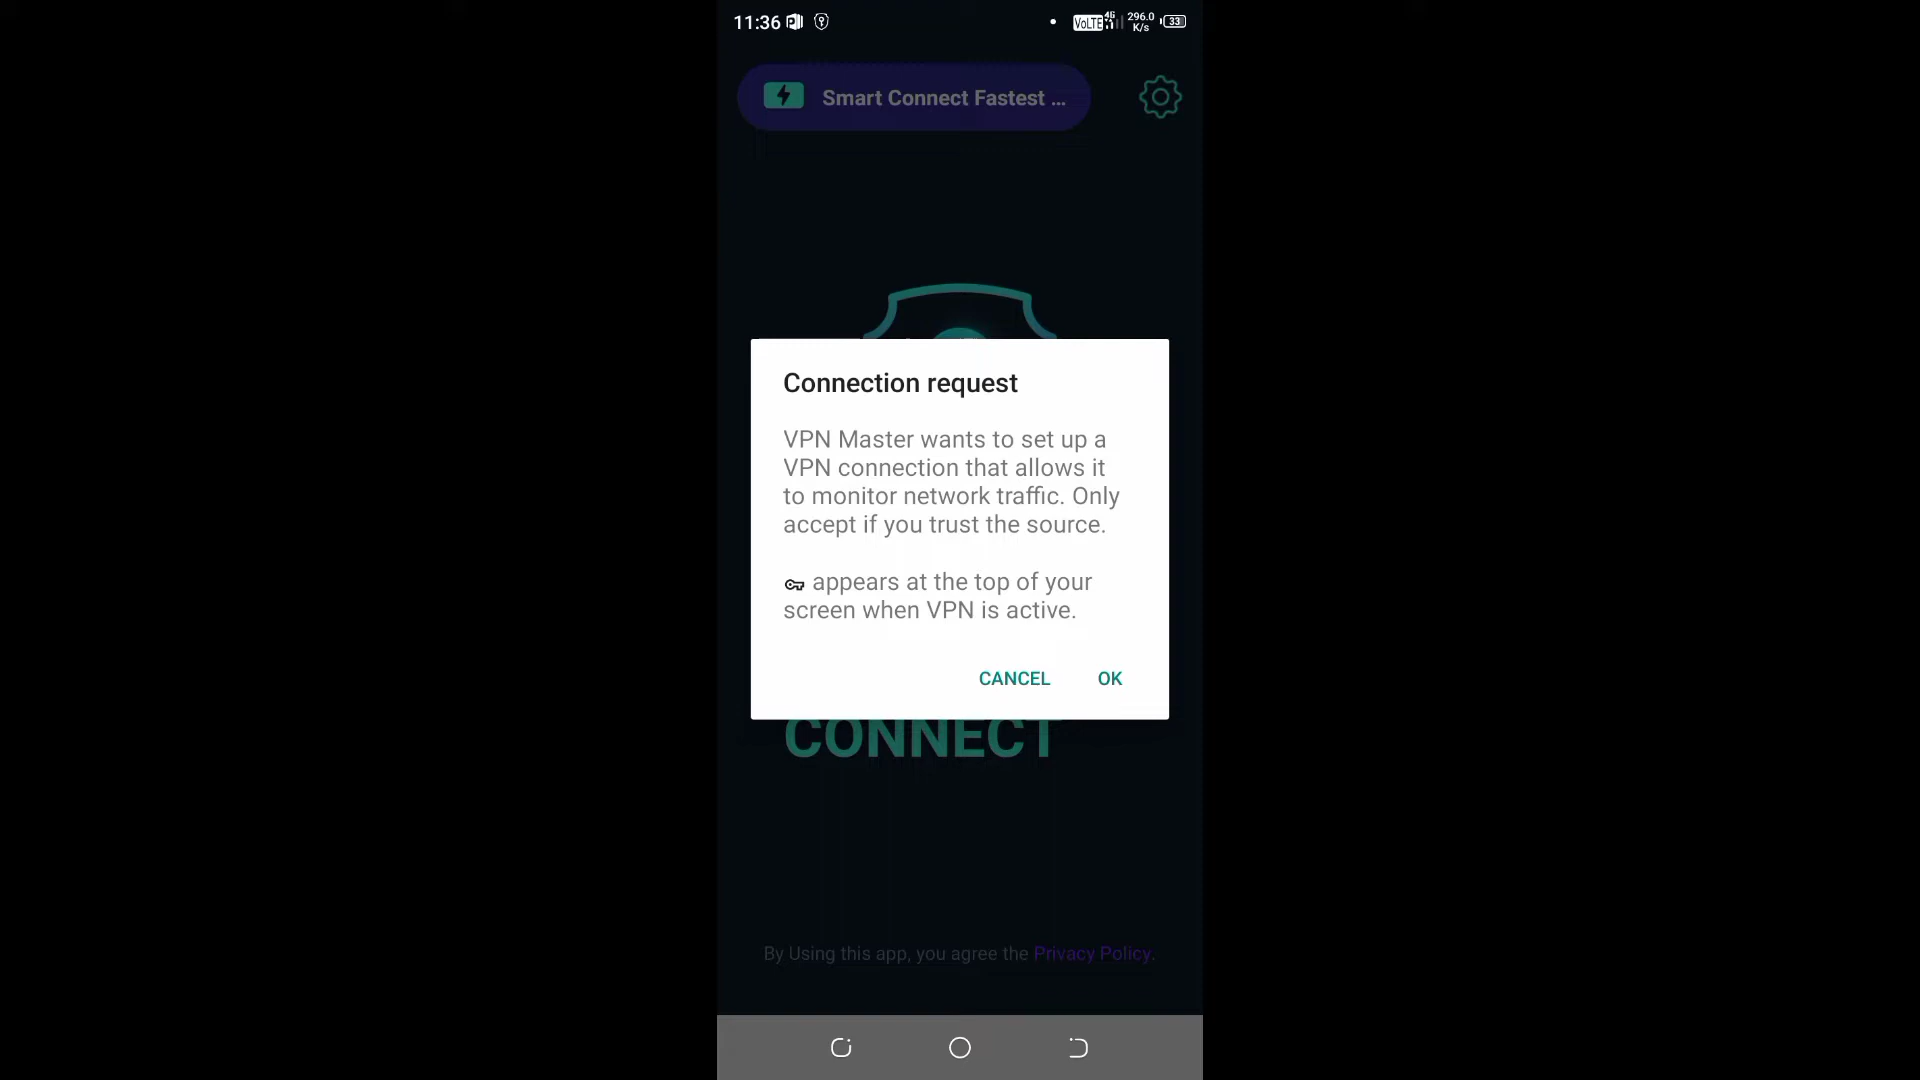 11:36
VoLTE 4G 296.0 K/s 33
Smart Connect Fastest ...
Connection request
VPN Master wants to set up a
VPN connection that allows it
to monitor network traffic. Only
accept if you trust the source.
appears at the top of your
screen when VPN is active.
CANCEL OK
CONNECT
By Using this app, you agree the Privacy Policy.